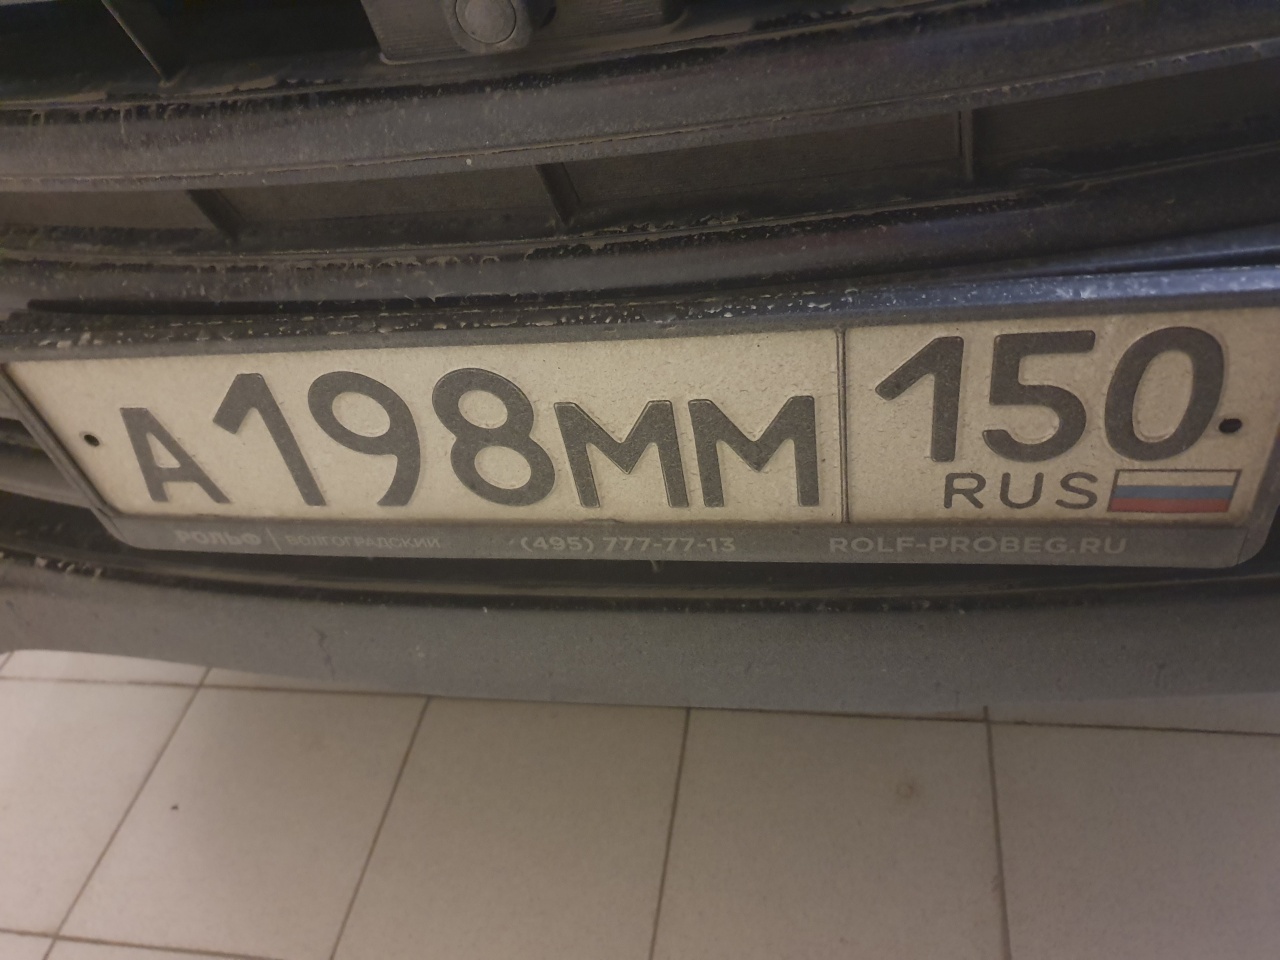 А198ММ 150
RUS
РОЛЬФ | ВОЛГОГРАДСКИЙ (495) 777-77-13 ROLF-PROBEG.RU